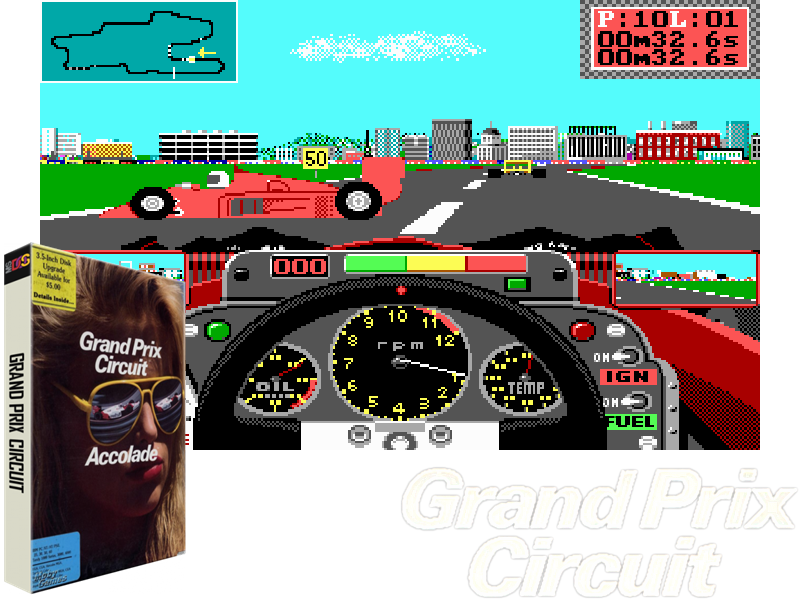 P:10L:01
00m32.6s
00m32.6s
50
000
9 10 11
8 12
7
6
5 4 3 2
rpm
OIL
TEMP
ON
IGN
ON
FUEL
3.5-Inch Disk
Upgrade
Available for
$5.00
Details Inside...
Grand Prix
Circuit
Accolade
GRAND PRIX CIRCUIT
Grand Prix
Circuit